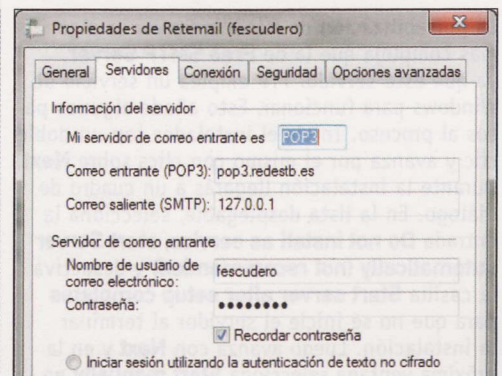 Propiedades de Retemail (fescudero)
General Servidores Conexión Seguridad Opciones avanzadas
Información del servidor
Mi servidor de correo entrante es POP3
Correo entrante (POP3): pop3.redestb.es
Correo saliente (SMTP): 127.0.0.1
Servidor de correo entrante
Nombre de usuario de
correo electrónico: fescudero
Contraseña: ••••••••
Recordar contraseña
Iniciar sesión utilizando la autenticación de texto no cifrado